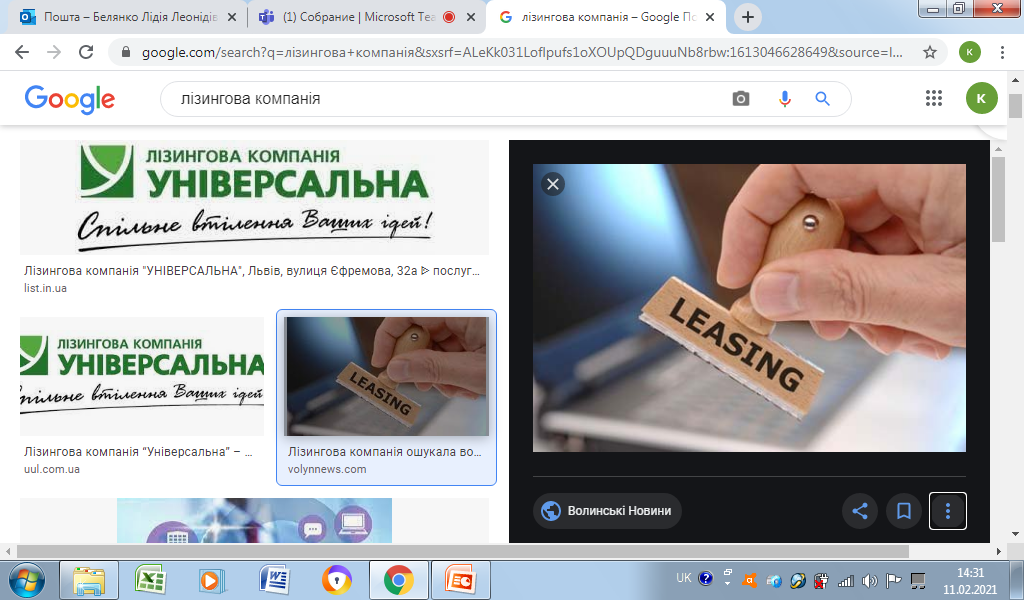 Пошта – Белянко Лідія Леонідів
(1) Собрание | Microsoft Tea
лізингова компанія – Google По
google.com/search?q=лізингова+компанія&sxsrf=ALeKk031Loflpufs1oXOUpQDguuuNb8rbw:1613046628649&source=l...
K
Google
лізингова компанія
K
ЛІЗИНГОВА КОМПАНІЯ
УНІВЕРСАЛЬНА
Спільне втілення Ваших ідей!
Лізингова компанія "УНІВЕРСАЛЬНА", Львів, вулиця Єфремова, 32а ᐈ послуг...
list.in.ua
ЛІЗИНГОВА КОМПАНІЯ
УНІВЕРСАЛЬНА
Спільне втілення Ваших ідей
Лізингова компанія “Універсальна” – ...
uul.com.ua
LEASING
Лізингова компанія ошукала во...
volynnews.com
LEASING
Волинські Новини
UK
14:31
11.02.2021